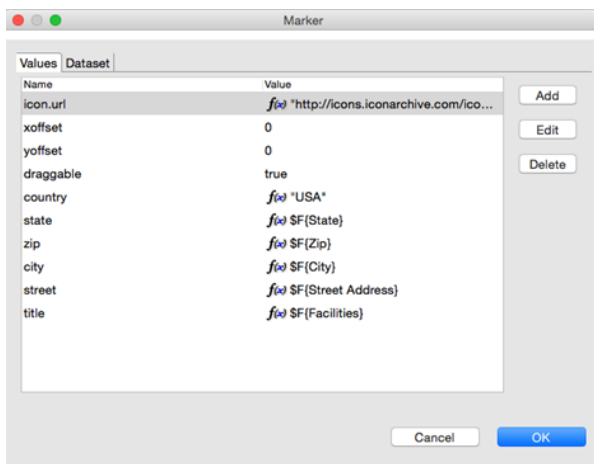 Marker
Values Dataset
Name Value
icon.url f(x) "http://icons.iconarchive.com/ico...
xoffset 0
yoffset 0
draggable true
country f(x) "USA"
state f(x) $F{State}
zip f(x) $F{Zip}
city f(x) $F{City}
street f(x) $F{Street Address}
title f(x) $F{Facilities}
Add
Edit
Delete
Cancel OK